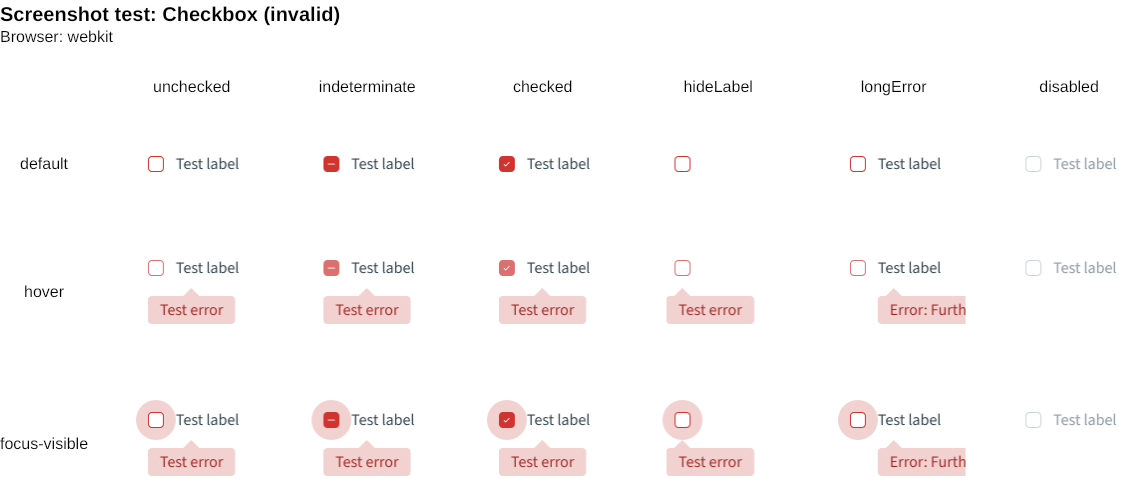 Screenshot test: Checkbox (invalid)
Browser: webkit
unchecked indeterminate checked hideLabel longError disabled
default Test label Test label Test label Test label Test label
hover Test label Test label Test label Test label Test label
Test error Test error Test error Test error Error: Furth
focus-visible Test label Test label Test label Test label Test label
Test error Test error Test error Test error Error: Furth